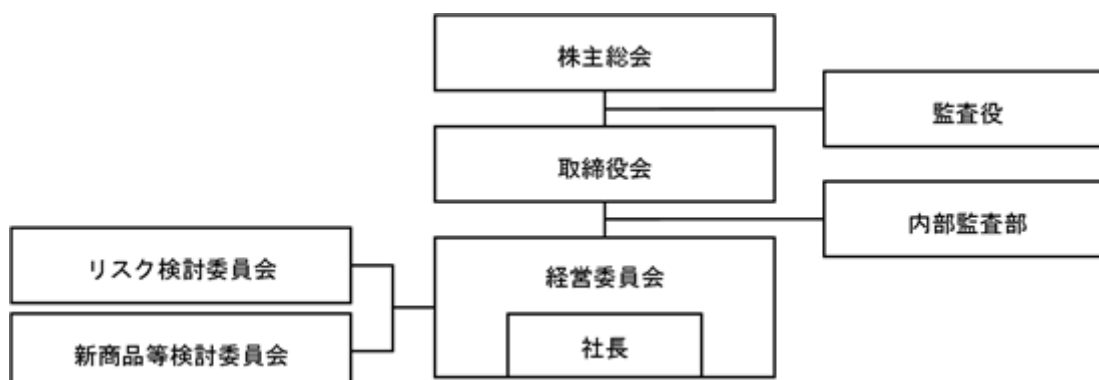 株主総会
監査役
取締役会
内部監査部
リスク検討委員会
経営委員会
新商品等検討委員会
社長